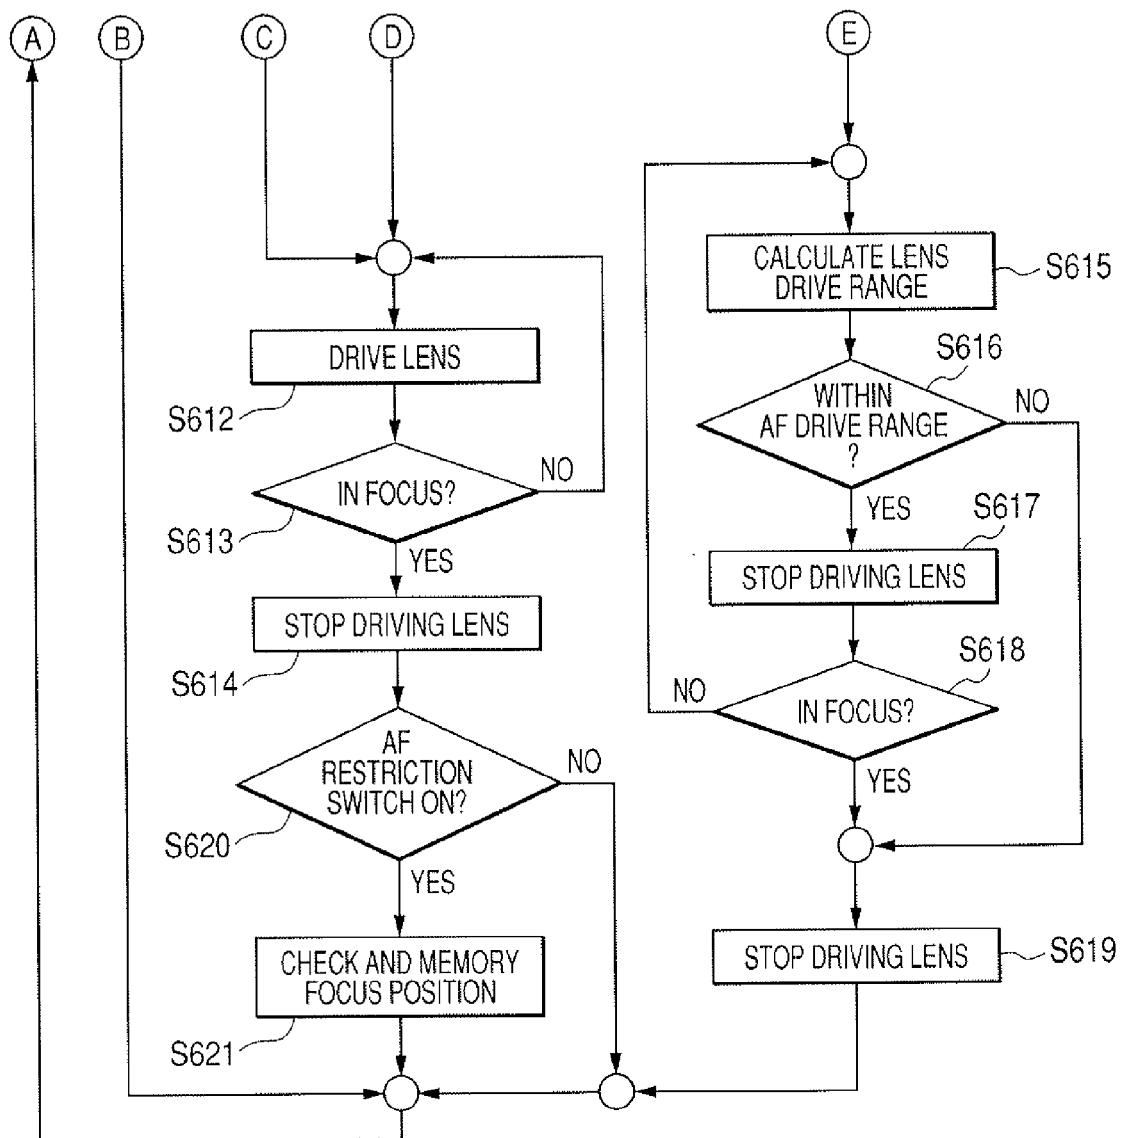 A
B
C
D
E
CALCULATE LENS
DRIVE RANGE
S615
DRIVE LENS
S612
S616
WITHIN
AF DRIVE RANGE
?
NO
YES
IN FOCUS?
NO
S613
YES
S617
STOP DRIVING LENS
STOP DRIVING LENS
S614
S618
IN FOCUS?
NO
YES
AF
RESTRICTION
SWITCH ON?
NO
S620
YES
CHECK AND MEMORY
FOCUS POSITION
S621
STOP DRIVING LENS
S619